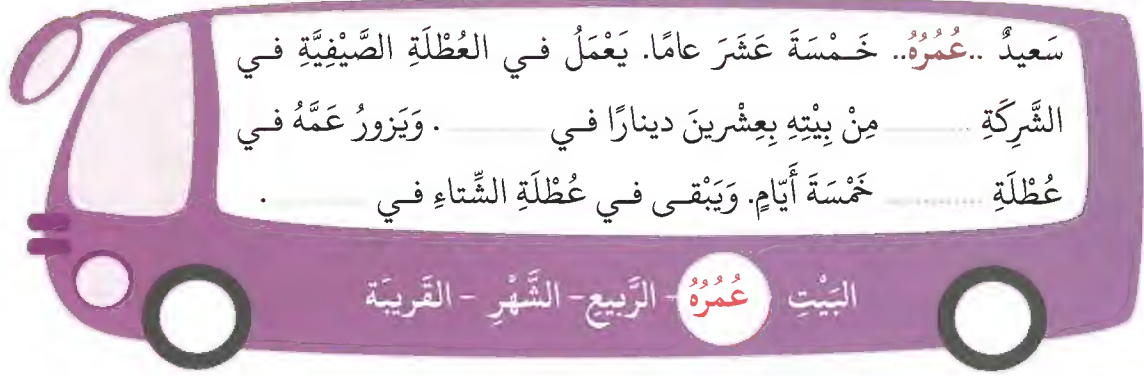 سَعيدٌ ..عُمُرُهُ.. خَمْسَةَ عَشَرَ عامًا. يَعْمَلُ في العُطْلَةِ الصَّيْفِيَّةِ في
الشَّرِكَةِ ............ مِنْ بِيْتِهِ بِعِشْرينَ دينارًا في ............ . وَيَزورُ عَمَّهُ في
عُطْلَةِ ............ خَمْسَةَ أَيّامٍ. وَيَبْقى في عُطْلَةِ الشِّتاءِ في ............ .
البَيْتِ - عُمُرُهُ - الرَّبيعِ - الشَّهْرِ - القَريبَة